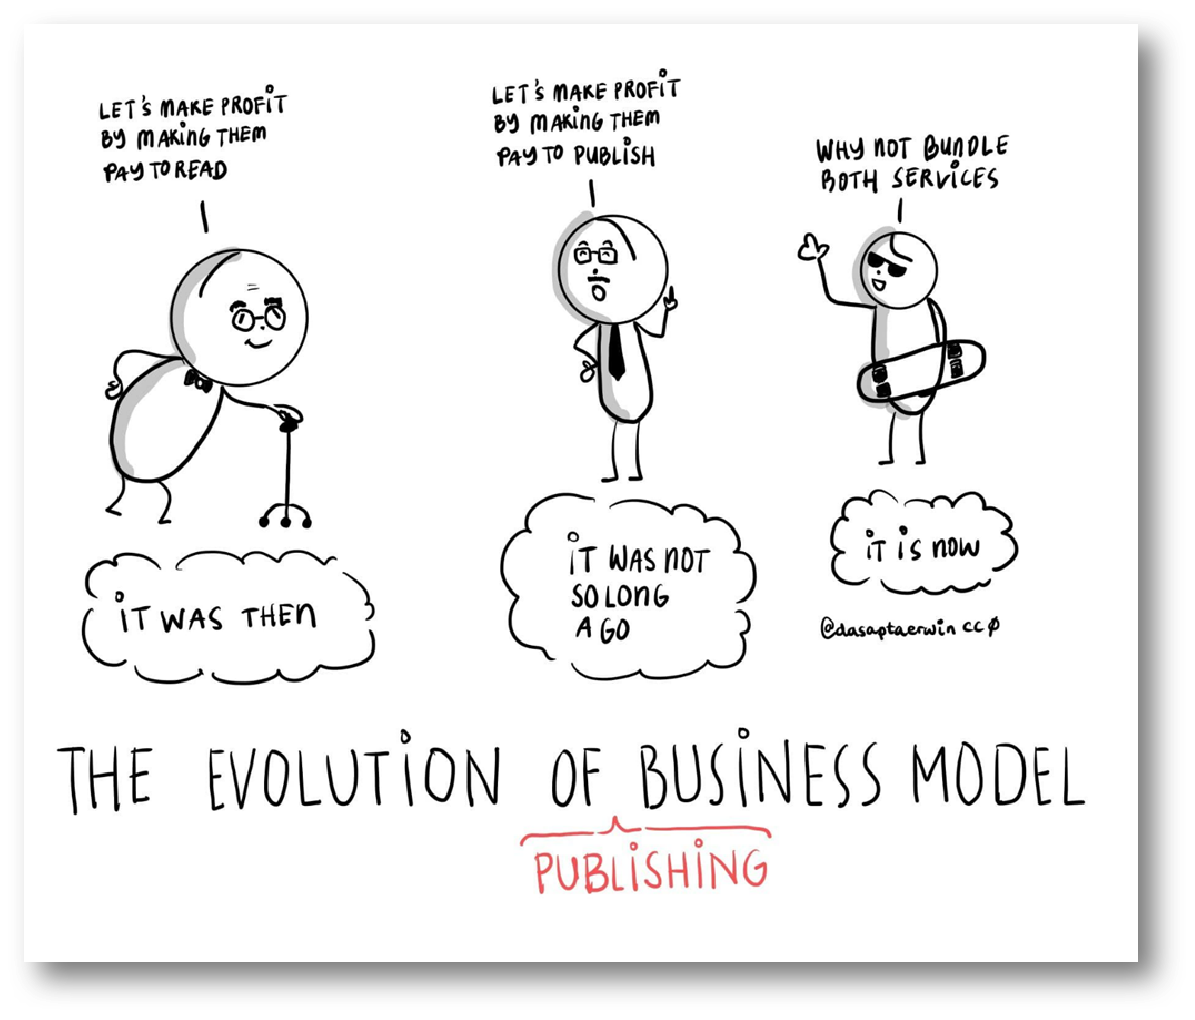 LET'S MAKE PROFIT
BY MAKING THEM
PAY TO READ
LET'S MAKE PROFIT
BY MAKING THEM
PAY TO PUBLISH
WHY NOT BUNDLE
BOTH SERVICES
IT WAS THEN
IT WAS NOT
SO LONG
A GO
IT IS NOW
@dasaptaerwin CC0
THE EVOLUTION OF BUSINESS MODEL
PUBLISHING